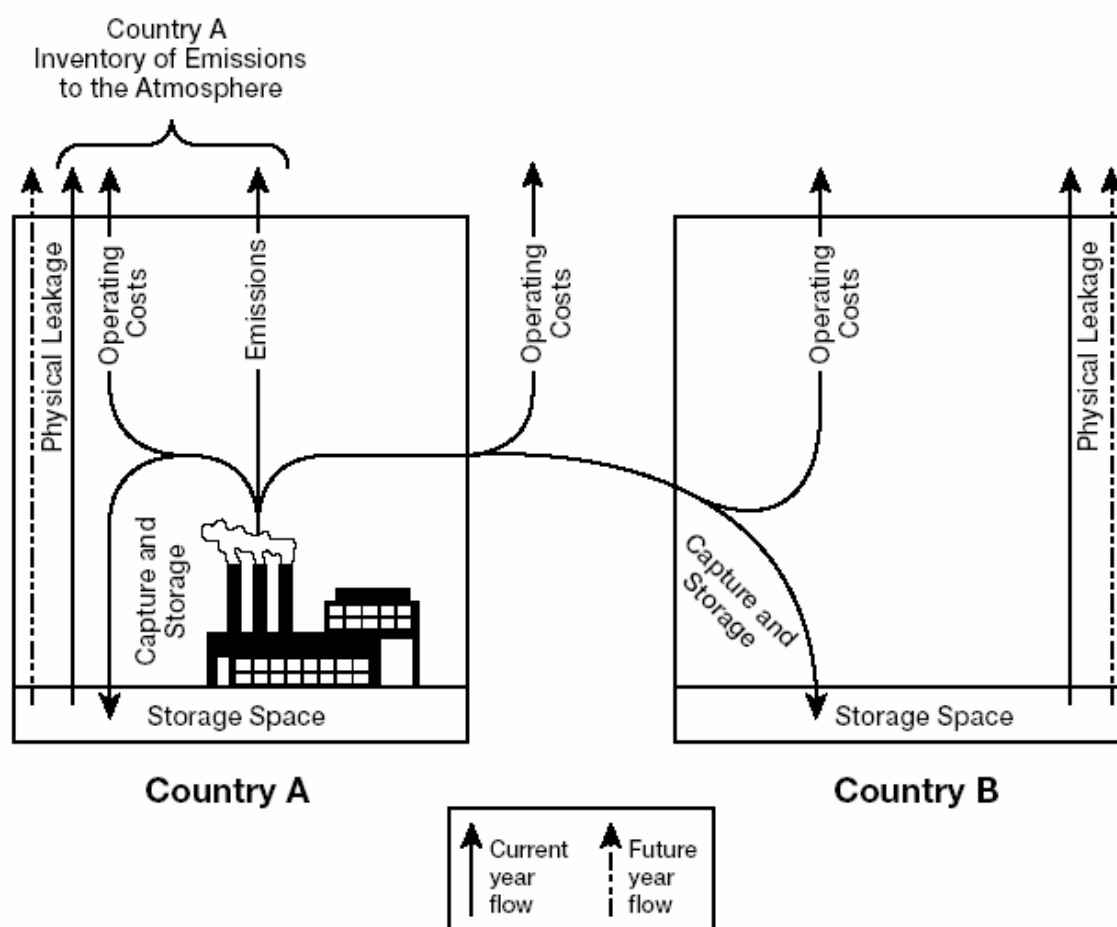 Country A
Inventory of Emissions
to the Atmosphere
Physical Leakage
Operating
Costs
Emissions
Operating
Costs
Operating
Costs
Physical Leakage
Capture and
Storage
Capture and
Storage
Storage Space
Storage Space
Country A
Country B
Current
year
flow
Future
year
flow